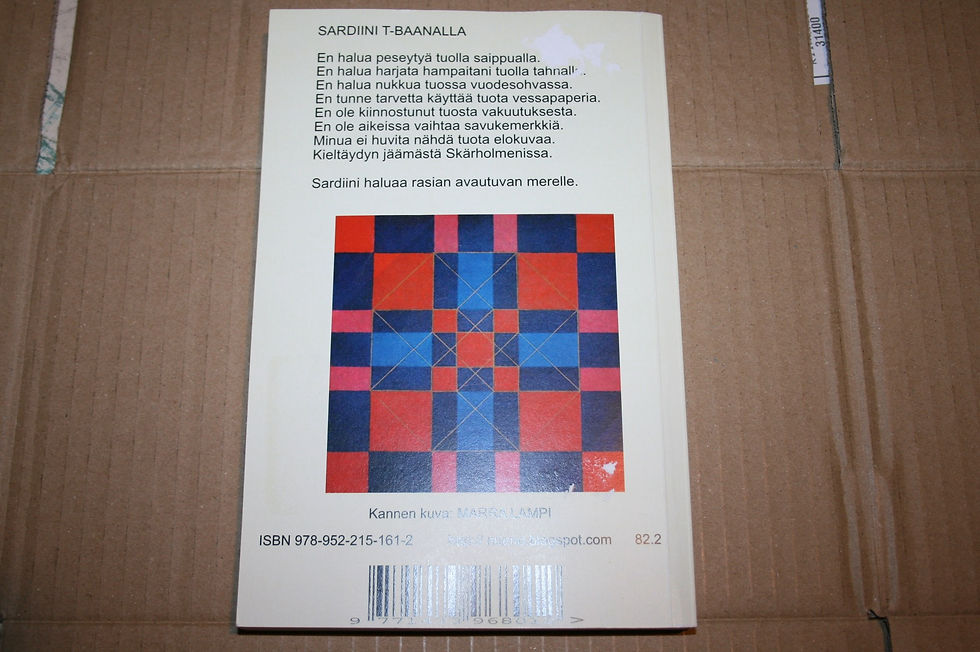 SARDIINI T-BAANALLA
En halua peseytyä tuolla saippualla.
En halua harjata hampaitani tuolla tahnalla.
En halua nukkua tuossa vuodesohvassa.
En tunne tarvetta käyttää tuota vessapaperia.
En ole kiinnostunut tuosta vakuutuksesta.
En ole aikeissa vaihtaa savukemerkkiä.
Minua ei huvita nähdä tuota elokuvaa.
Kieltäydyn jäämästä Skärholmenissa.
Sardiini haluaa rasian avautuvan merelle.
Kannen kuva: LAMPI
ISBN 978-952-215-161-2 82.2
31400